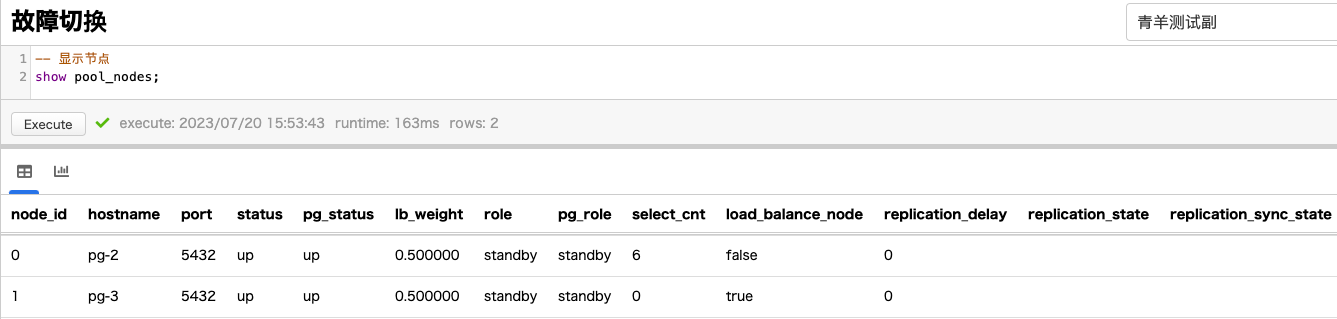 故障切换
青羊测试副
1 -- 显示节点
2 show pool_nodes;
Execute execute: 2023/07/20 15:53:43 runtime: 163ms rows: 2
node_id hostname port status pg_status lb_weight role pg_role select_cnt load_balance_node replication_delay replication_state replication_sync_state
0 pg-2 5432 up up 0.500000 standby standby 6 false 0
1 pg-3 5432 up up 0.500000 standby standby 0 true 0